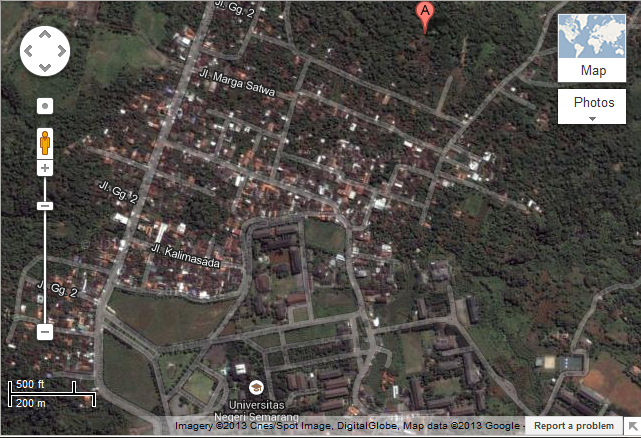 Jl. Gg. 2
A
Map
Jl. Marga Satwa
Photos
Jl. Gg. 2
Jl. Kalimasada
Jl. Gg. 2
500 ft
200 m
Universitas
Negeri Semarang
Imagery ©2013 Cnes/Spot Image, DigitalGlobe, Map data ©2013 Google -
Report a problem